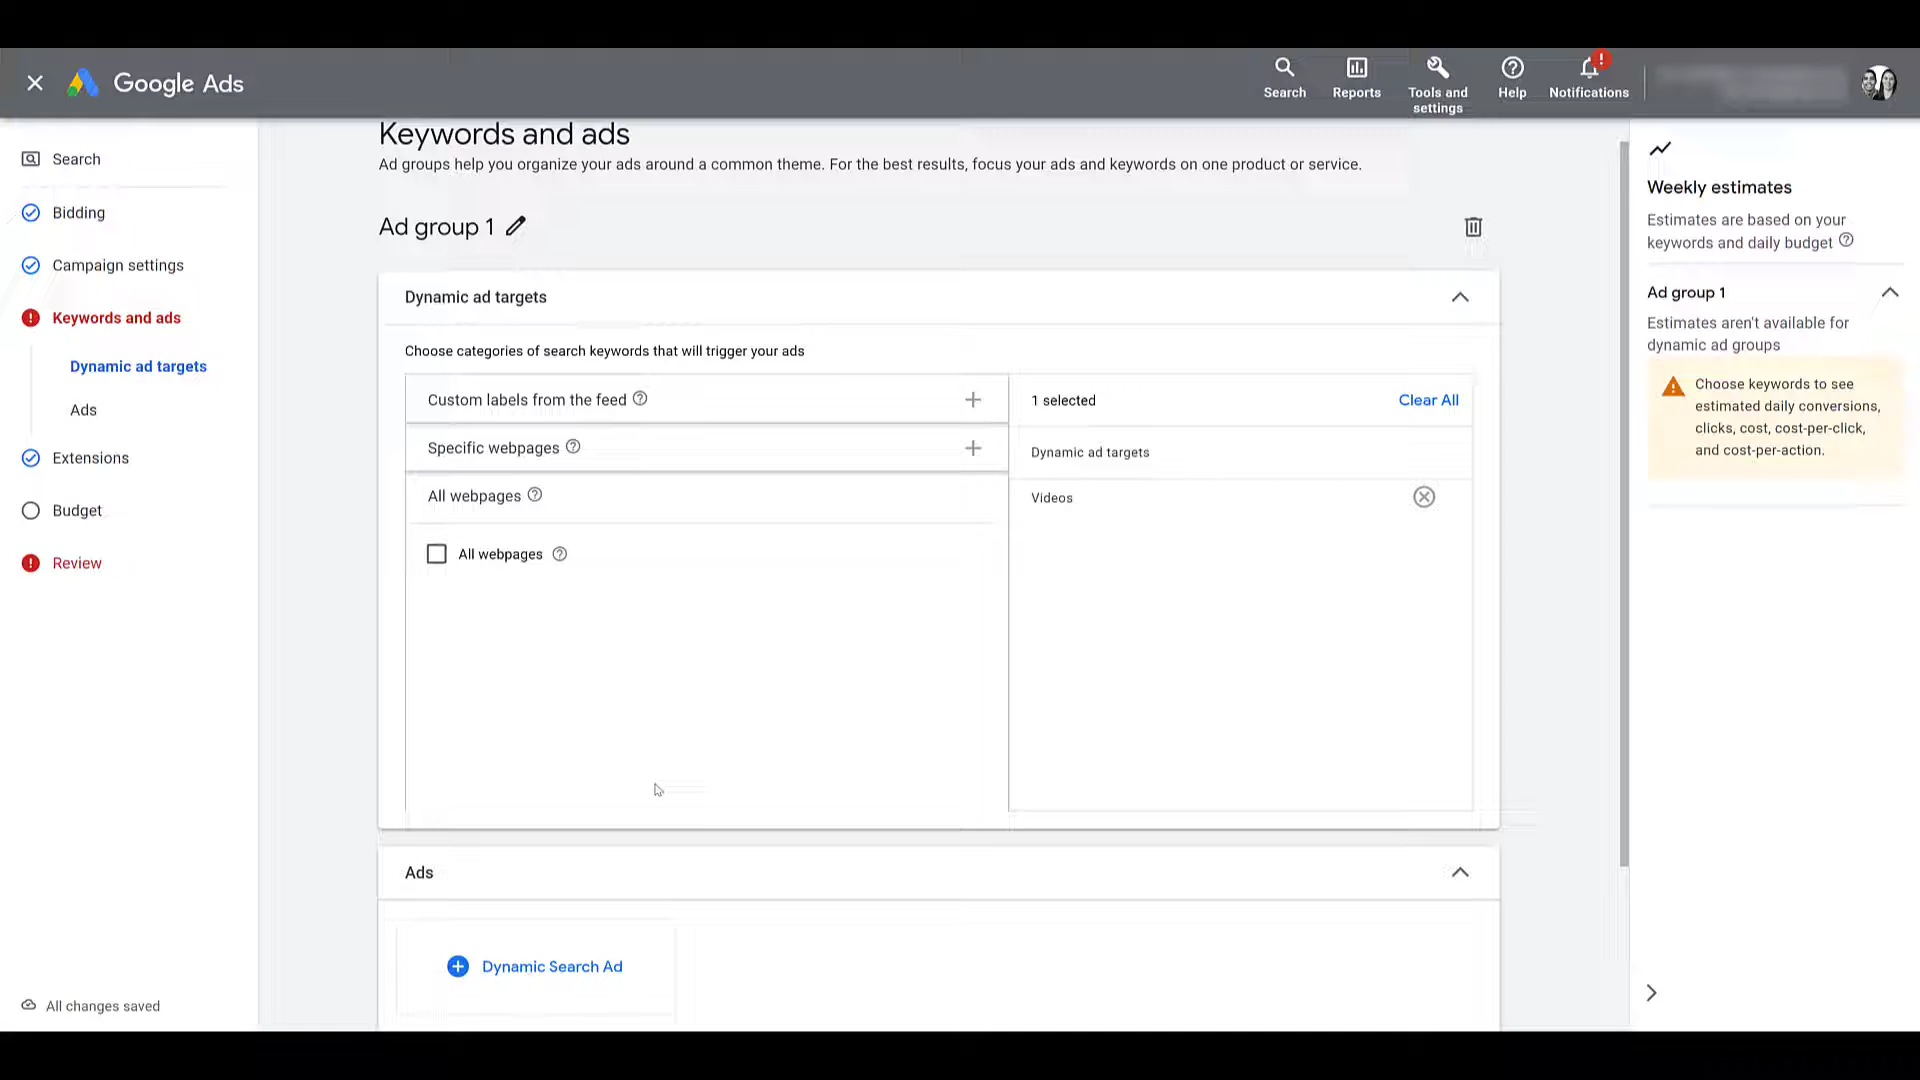 Google Ads
Search
Reports
Tools and
settings
Help
!
Notifications
Search
Bidding
Campaign settings
! Keywords and ads
Dynamic ad targets
Ads
Extensions
Budget
! Review
All changes saved
Keywords and ads
Ad groups help you organize your ads around a common theme. For the best results, focus your ads and keywords on one product or service.
Ad group 1
Dynamic ad targets
Choose categories of search keywords that will trigger your ads
Custom labels from the feed
Specific webpages
All webpages
All webpages
1 selected
Clear All
Dynamic ad targets
Videos
Ads
Dynamic Search Ad
Weekly estimates
Estimates are based on your
keywords and daily budget
Ad group 1
Estimates aren't available for
dynamic ad groups
Choose keywords to see
estimated daily conversions,
clicks, cost, cost-per-click,
and cost-per-action.